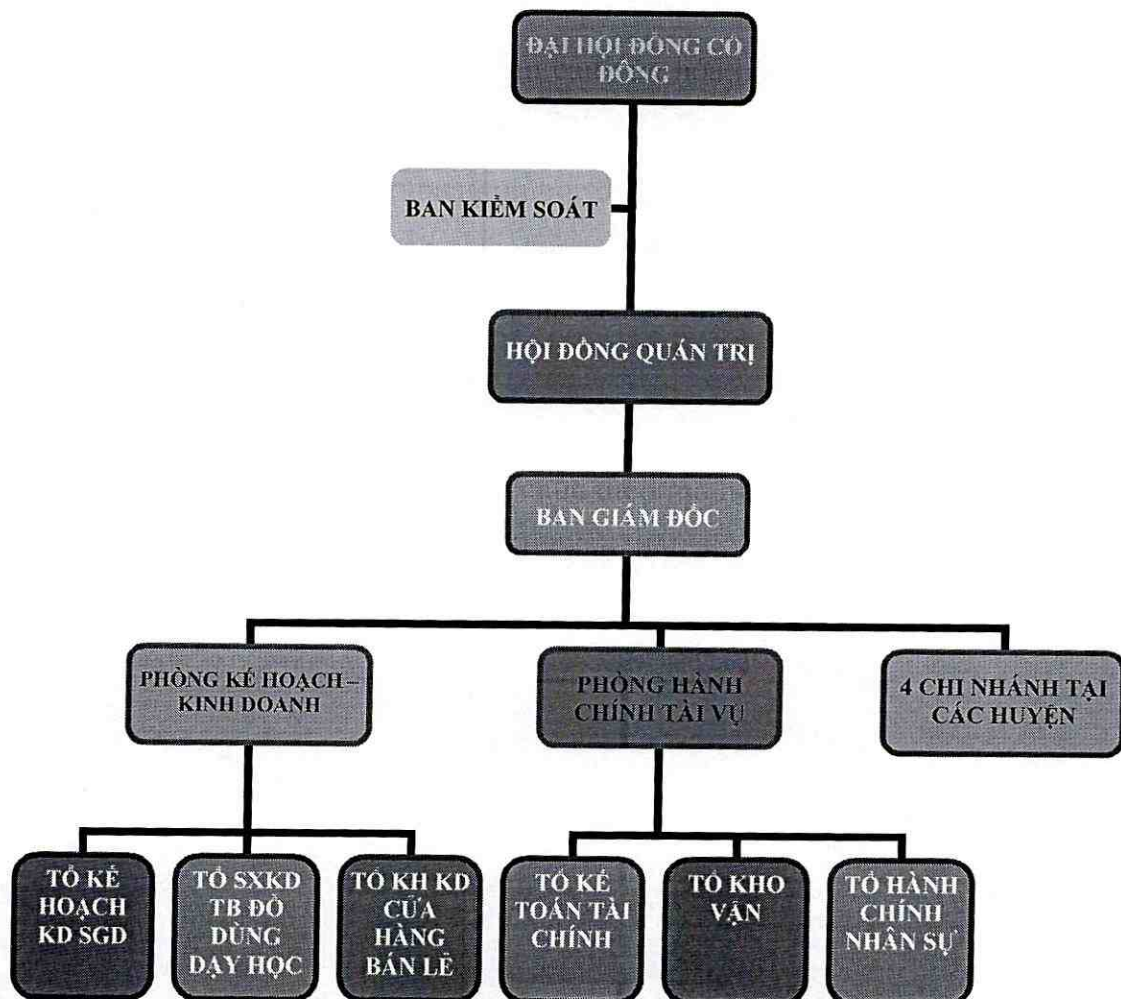 ĐẠI HỘI ĐỒNG CỔ
ĐÔNG
BAN KIỂM SOÁT
HỘI ĐỒNG QUẢN TRỊ
BAN GIÁM ĐỐC
PHÒNG KẾ HOẠCH –
KINH DOANH
PHÒNG HÀNH
CHÍNH TÀI VỤ
4 CHI NHÁNH TẠI
CÁC HUYỆN
TỔ KẾ
HOẠCH
KD SGD
TỔ SXKD
TB ĐỒ
DÙNG
DẠY HỌC
TỔ KH KD
CỬA
HÀNG
BÁN LẺ
TỔ KẾ
TOÁN TÀI
CHÍNH
TỔ KHO
VẬN
TỔ HÀNH
CHÍNH
NHÂN SỰ